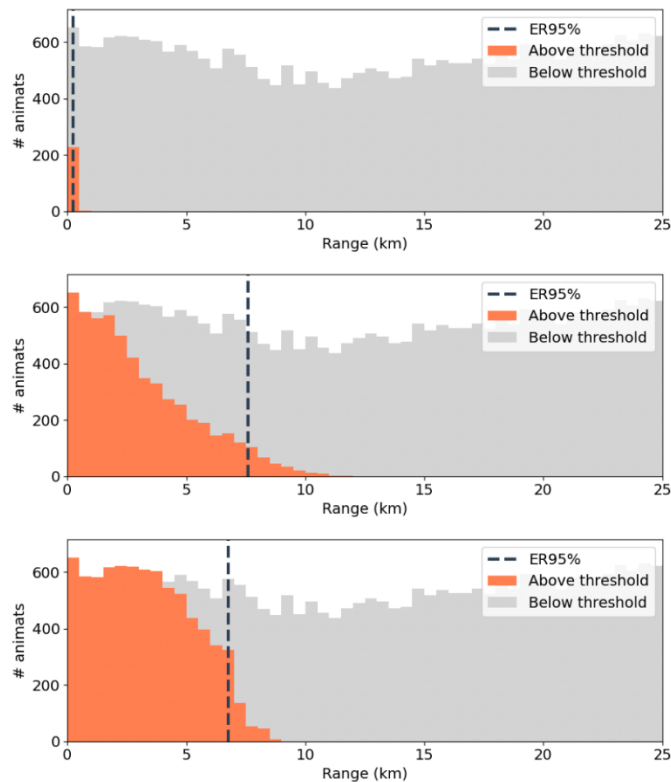 600
400
200
0
# animats
ER95%
Above threshold
Below threshold
0 5 10 15 20 25
Range (km)
600
400
200
0
# animats
ER95%
Above threshold
Below threshold
0 5 10 15 20 25
Range (km)
600
400
200
0
# animats
ER95%
Above threshold
Below threshold
0 5 10 15 20 25
Range (km)